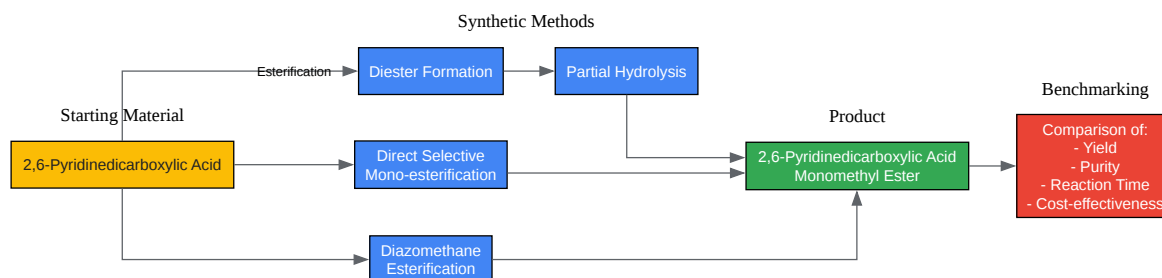 Synthetic Methods
Esterification
Diester Formation
Partial Hydrolysis
Starting Material
2,6-Pyridinedicarboxylic Acid
Direct Selective
Mono-esterification
Diazomethane
Esterification
Product
2,6-Pyridinedicarboxylic Acid
Monomethyl Ester
Benchmarking
Comparison of:
- Yield
- Purity
- Reaction Time
- Cost-effectiveness